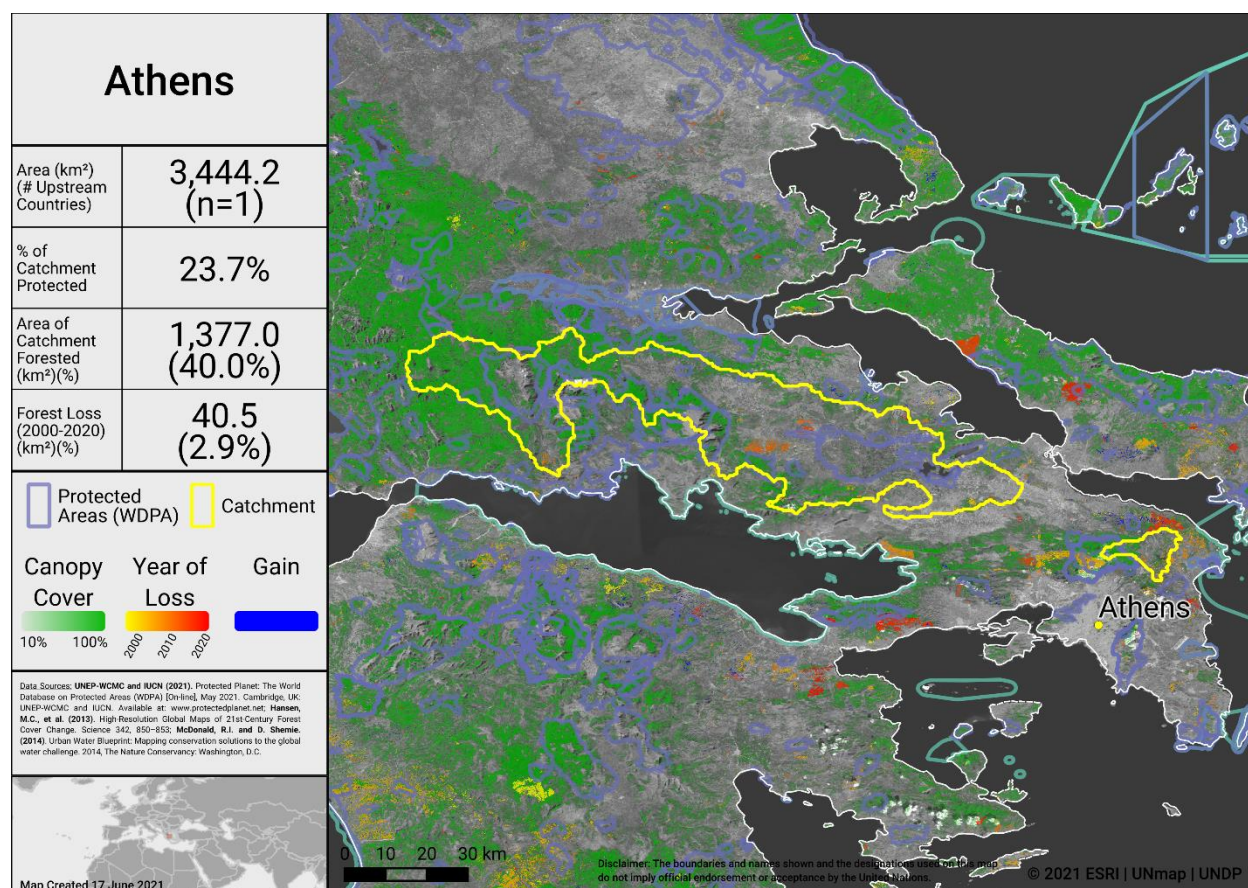 Athens
Area (km²)
(# Upstream
Countries)
3,444.2
(n=1)
% of
Catchment
Protected
23.7%
Area of
Catchment
Forested
(km²)(%)
1,377.0
(40.0%)
Forest Loss
(2000-2020)
(km²)(%)
40.5
(2.9%)
Protected
Areas (WDPA)
Catchment
Canopy
Cover
10%
100%
Year of
Loss
2000
2010
2020
Gain
Data Sources: UNEP-WCMC and IUCN (2021). Protected Planet: The World
Database on Protected Areas (WDPA) [On-line], May 2021. Cambridge, UK:
UNEP-WCMC and IUCN. Available at: www.protectedplanet.net; Hansen,
M.C., et al. (2013). High-Resolution Global Maps of 21st-Century Forest
Cover Change. Science 342, 850–853; McDonald, R.I. and D. Shemie.
(2014). Urban Water Blueprint: Mapping conservation solutions to the global
water challenge. 2014, The Nature Conservancy: Washington, D.C.
Map Created 17 June 2021
Athens
0 10 20 30 km
Disclaimer: The boundaries and names shown and the designations used on this map
do not imply official endorsement or acceptance by the United Nations.
© 2021 ESRI | UNmap | UNDP